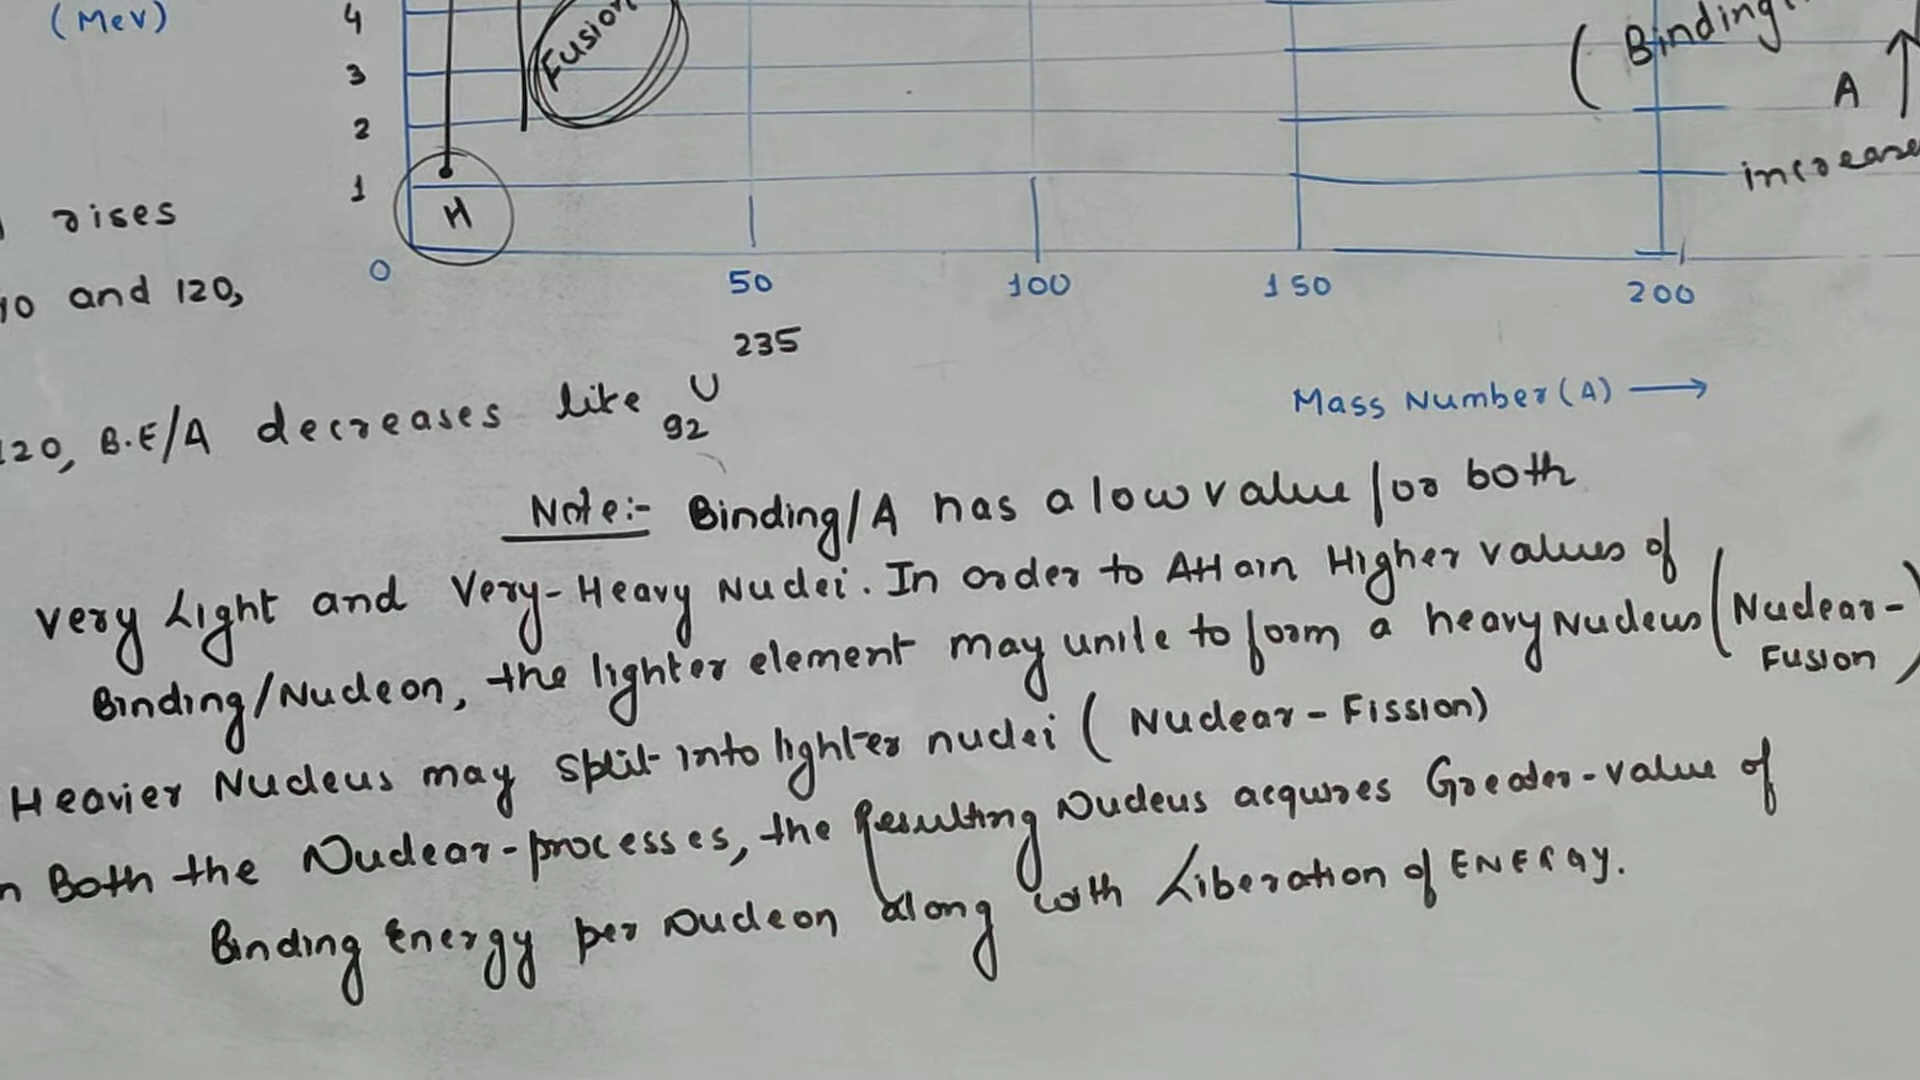 (Mev)
4
Fusion
3
2
1
H
0
50
100
150
200
(Binding
A ↑
increase
rises
and 120,
235
U
92
120, B.E/A decreases like
Mass Number (A) →
Note:- Binding/A has a low value for both
very Light and Very-Heavy Nuclei. In order to Attain Higher values of
Binding/Nucleon, the lighter element may unite to form a heavy Nucleus (Nuclear-
Fusion)
Heavier Nucleus may split into lighter nuclei (Nuclear-Fission)
Both the Nuclear-processes, the Resulting Nucleus acquires Greater-value of
Binding Energy per Nucleon along with Liberation of ENERGY.